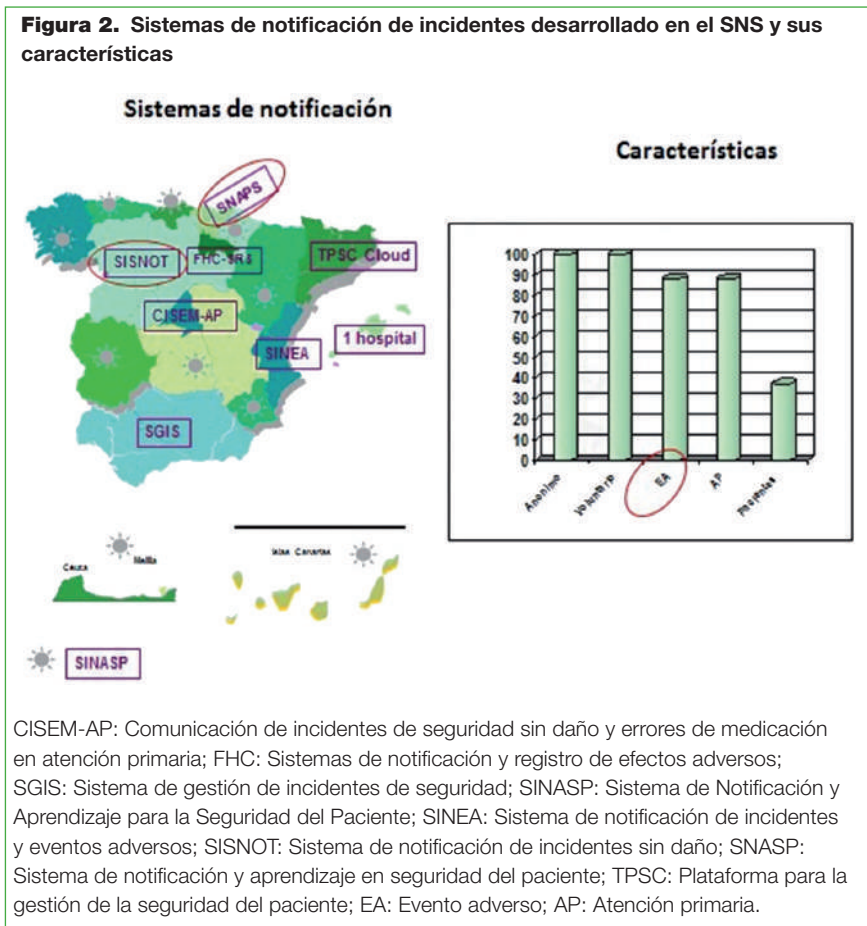 Figura 2. Sistemas de notificación de incidentes desarrollado en el SNS y sus
características
Sistemas de notificación
SNAPS
SISNOT
FHC-SRS
TPSC Cloud
CISEM-AP
SINEA
1 hospital
SGIS
Ceuta
Melilla
Islas Canarias
SINASP
Características
100
90
80
70
60
50
40
30
20
10
0
Anónimo
Voluntario
EA
AP
CISEM-AP: Comunicación de incidentes de seguridad sin daño y errores de medicación
en atención primaria; FHC: Sistemas de notificación y registro de efectos adversos;
SGIS: Sistema de gestión de incidentes de seguridad; SINASP: Sistema de Notificación y
Aprendizaje para la Seguridad del Paciente; SINEA: Sistema de notificación de incidentes
y eventos adversos; SISNOT: Sistema de notificación de incidentes sin daño; SNASP:
Sistema de notificación y aprendizaje en seguridad del paciente; TPSC: Plataforma para la
gestión de la seguridad del paciente; EA: Evento adverso; AP: Atención primaria.